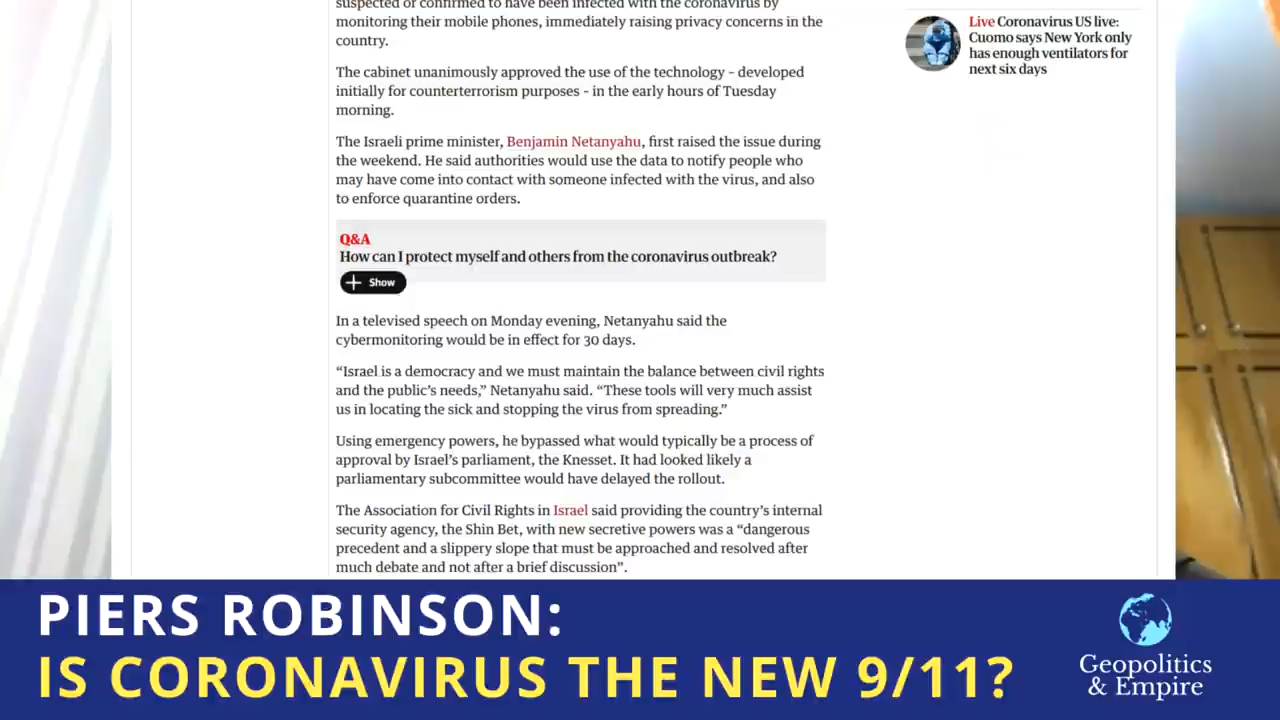 suspected or confirmed to have been infected with the coronavirus by
monitoring their mobile phones, immediately raising privacy concerns in the
country.
The cabinet unanimously approved the use of the technology – developed
initially for counterterrorism purposes – in the early hours of Tuesday
morning.
The Israeli prime minister, Benjamin Netanyahu, first raised the issue during
the weekend. He said authorities would use the data to notify people who
may have come into contact with someone infected with the virus, and also
to enforce quarantine orders.
Q&A
How can I protect myself and others from the coronavirus outbreak?
Show
In a televised speech on Monday evening, Netanyahu said the
cybermonitoring would be in effect for 30 days.
“Israel is a democracy and we must maintain the balance between civil rights
and the public’s needs,” Netanyahu said. “These tools will very much assist
us in locating the sick and stopping the virus from spreading.”
Using emergency powers, he bypassed what would typically be a process of
approval by Israel’s parliament, the Knesset. It had looked likely a
parliamentary subcommittee would have delayed the rollout.
The Association for Civil Rights in Israel said providing the country’s internal
security agency, the Shin Bet, with new secretive powers was a “dangerous
precedent and a slippery slope that must be approached and resolved after
much debate and not after a brief discussion”.
Live Coronavirus US live:
Cuomo says New York only
has enough ventilators for
next six days
PIERS ROBINSON:
IS CORONAVIRUS THE NEW 9/11?
Geopolitics
& Empire